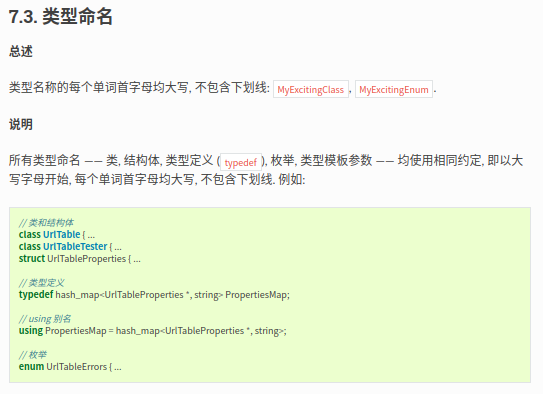 7.3. 类型命名
总述
类型名称的每个单词首字母均大写, 不包含下划线: MyExcitingClass, MyExcitingEnum.
说明
所有类型命名 —— 类, 结构体, 类型定义 (typedef), 枚举, 类型模板参数 —— 均使用相同约定, 即以大
写字母开始, 每个单词首字母均大写, 不包含下划线. 例如:
// 类和结构体
class UrlTable { ...
class UrlTableTester { ...
struct UrlTableProperties { ...
// 类型定义
typedef hash_map<UrlTableProperties *, string> PropertiesMap;
// using 别名
using PropertiesMap = hash_map<UrlTableProperties *, string>;
// 枚举
enum UrlTableErrors { ...